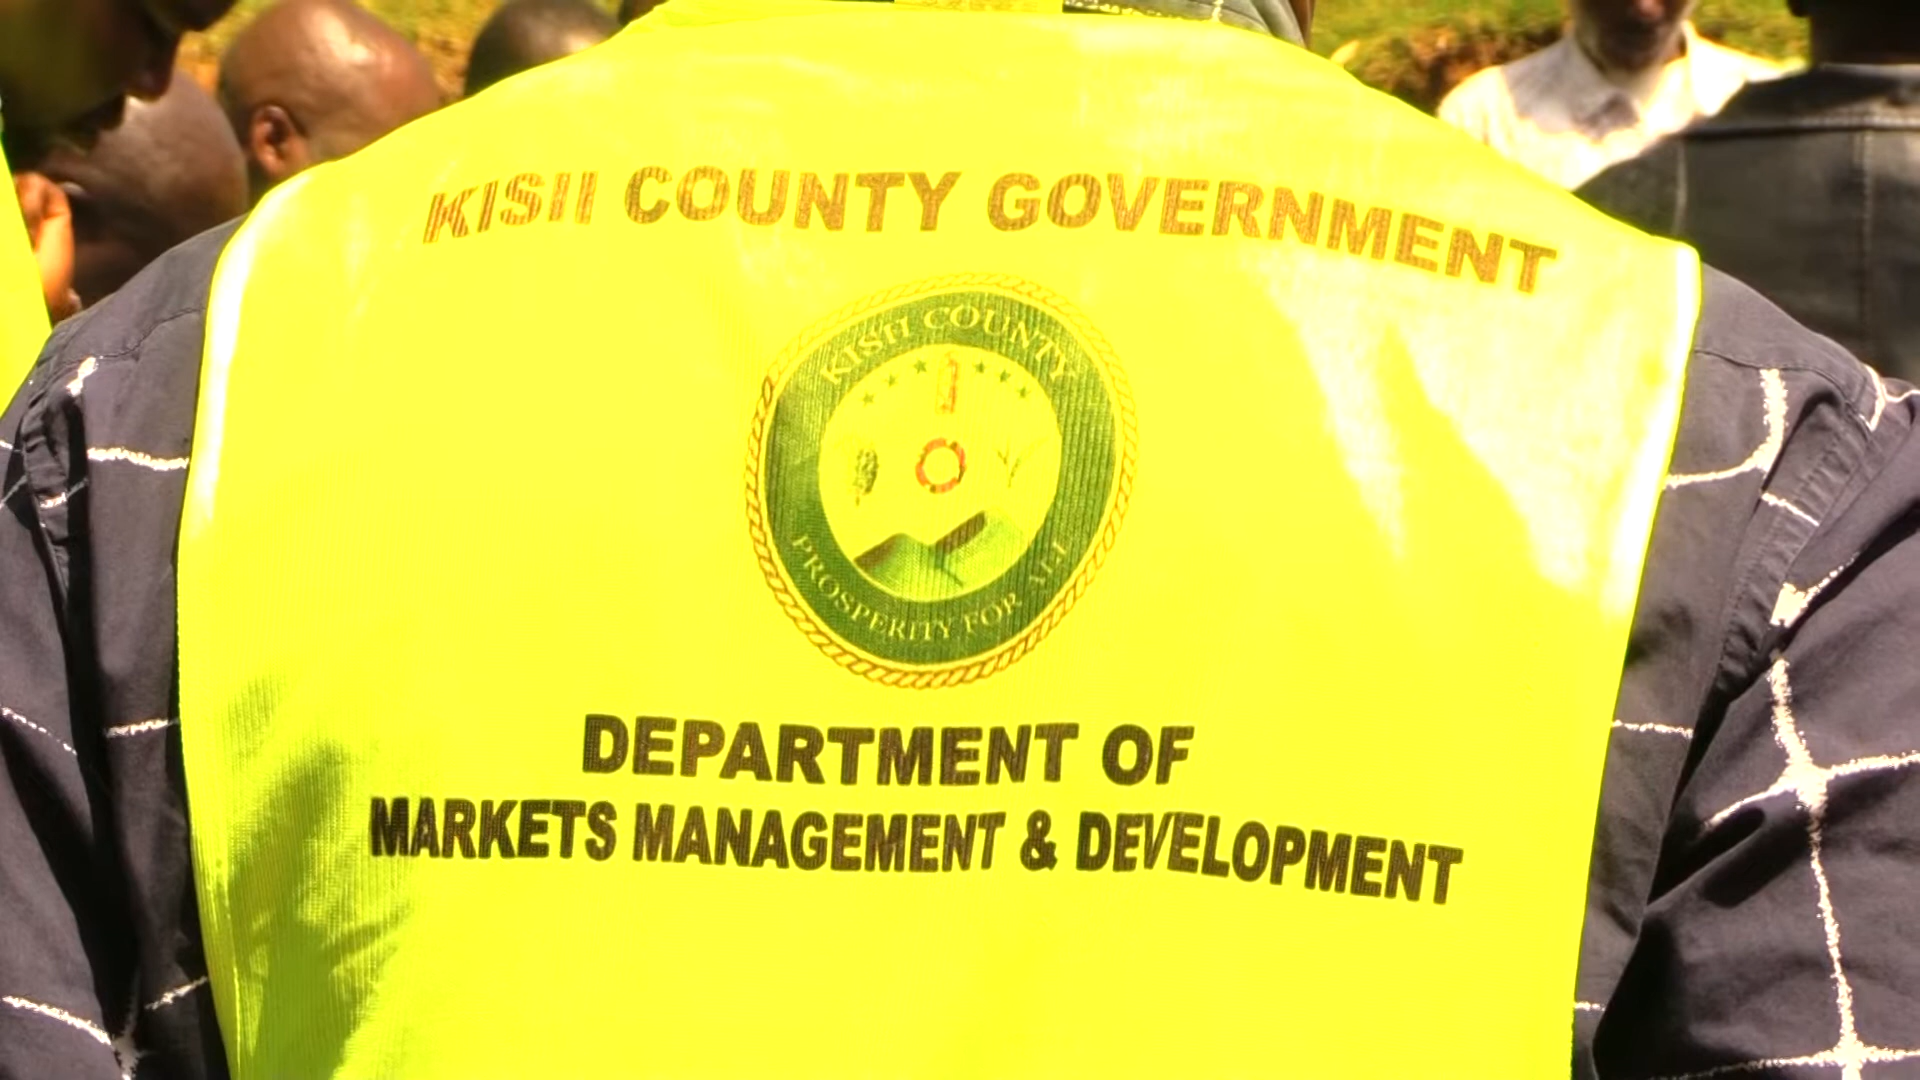 KISII COUNTY GOVERNMENT
KISII COUNTY
PROSPERITY FOR ALL
DEPARTMENT OF
MARKETS MANAGEMENT & DEVELOPMENT